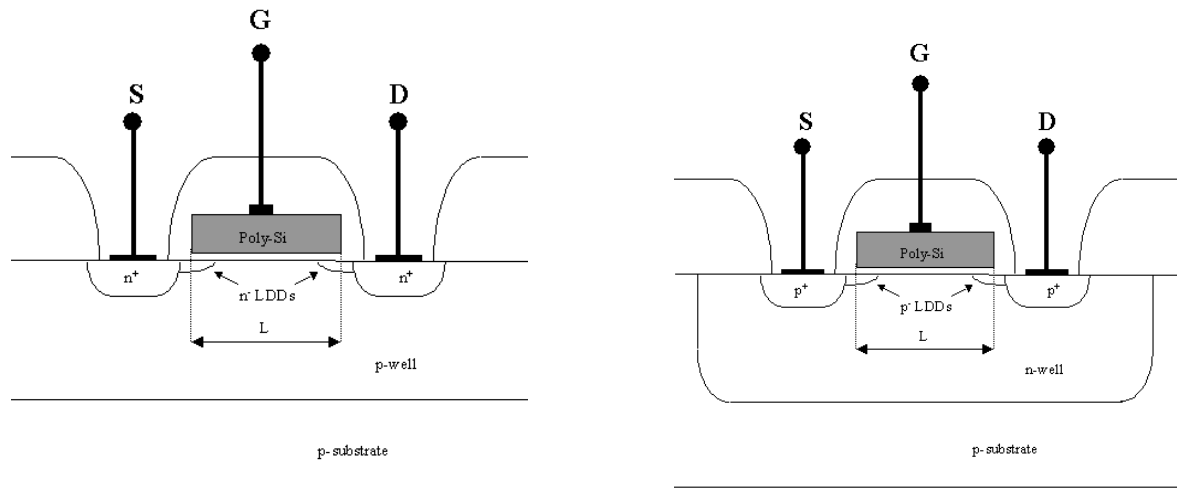 G
S
D
Poly-Si
n+
n+
n- LDDs
L
p-well
p- substrate
G
S
D
Poly-Si
p+
p+
p- LDDs
L
n-well
p- substrate